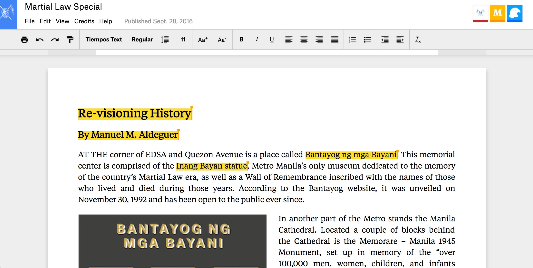 Martial Law Special
File Edit View Credits Help Published Sept. 28, 2016
Tiempos Text Regular 11 Aa+ Aa- B I U
Re-visioning History
By Manuel M. Aldeguer
AT THE corner of EDSA and Quezon Avenue is a place called Bantayog ng mga Bayani. This memorial
center is comprised of the Inang Bayan statue, Metro Manila's only museum dedicated to the memory
of the country's Martial Law era, as well as a Wall of Remembrance inscribed with the names of those
who lived and died during those years. According to the Bantayog website, it was unveiled on
November 30, 1992 and has been open to the public ever since.
BANTAYOG NG
MGA BAYANI
In another part of the Metro stands the Manila
Cathedral. Located a couple of blocks behind
the Cathedral is the Memorare – Manila 1945
Monument, set up in memory of the "over
100,000 men, women, children, and infants